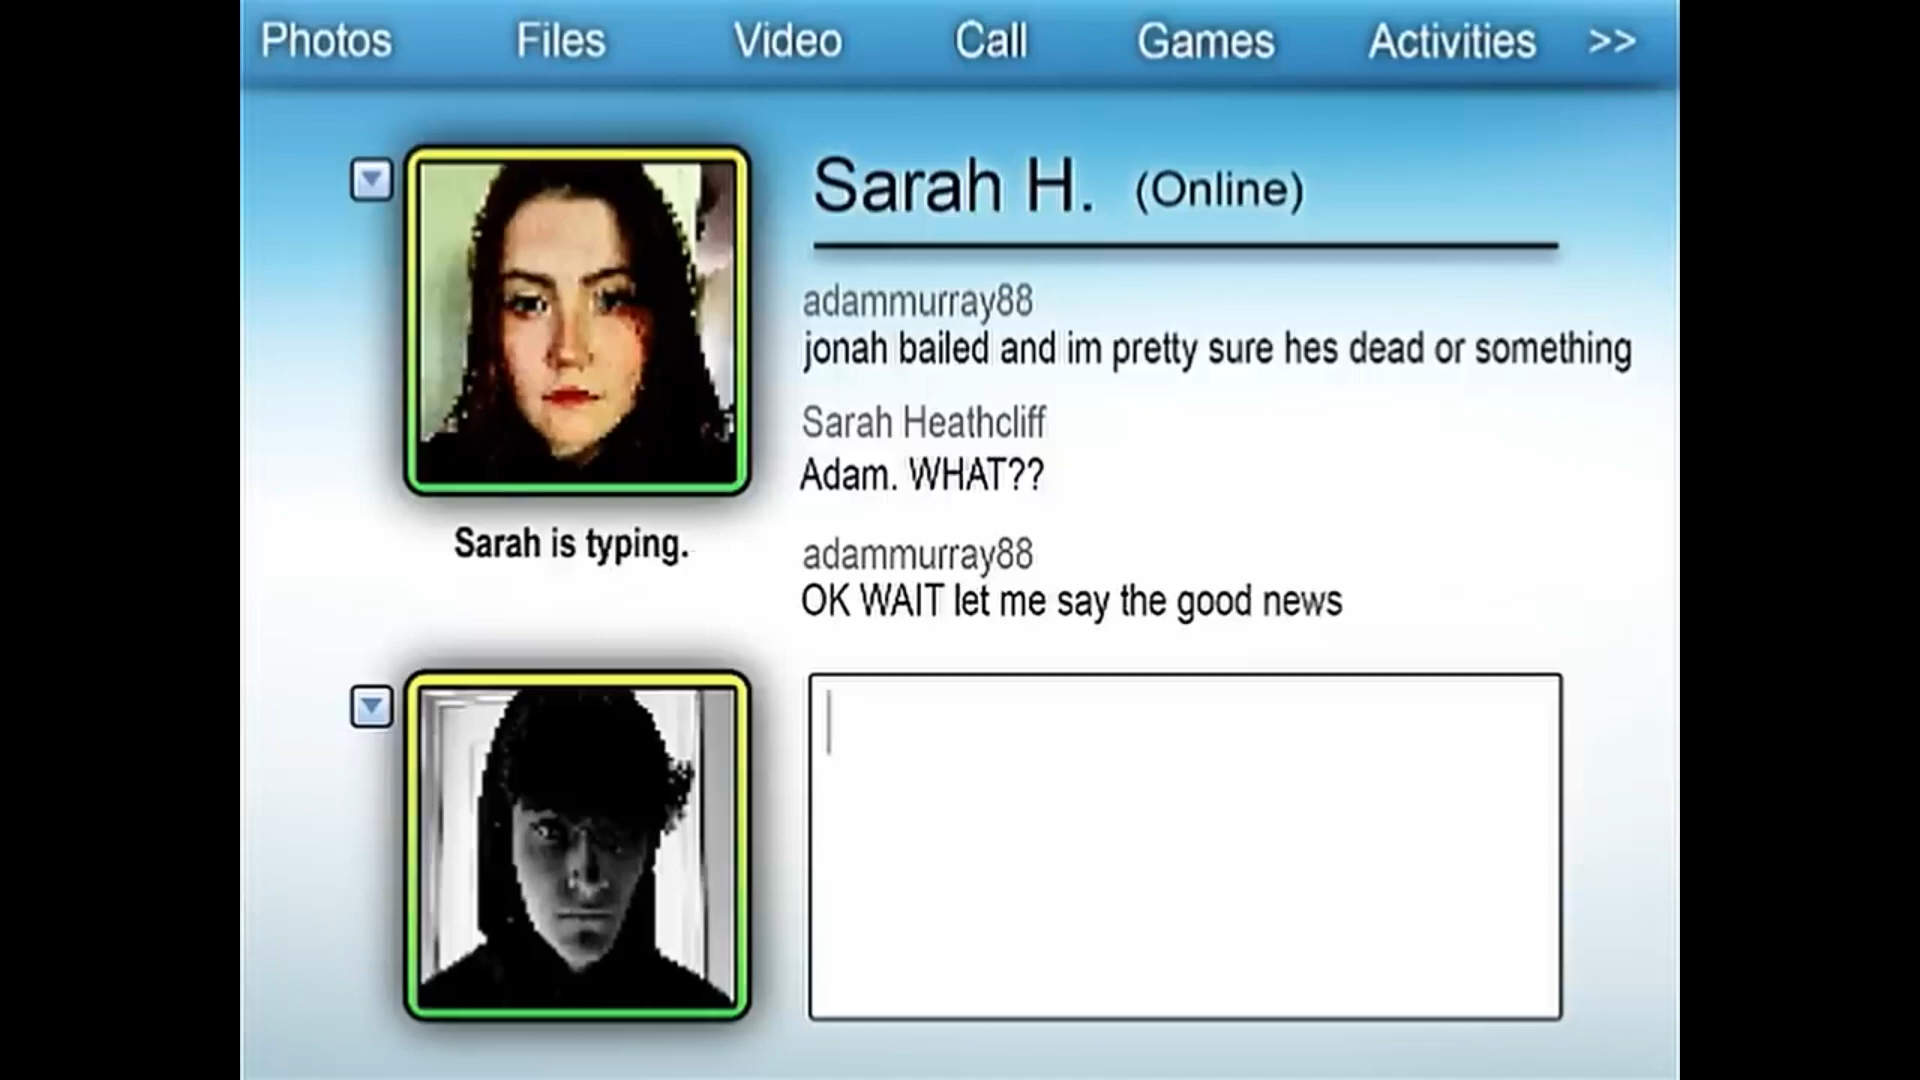 Photos Files Video Call Games Activities >>
Sarah H. (Online)
adammurray88
jonah bailed and im pretty sure hes dead or something
Sarah Heathcliff
Adam. WHAT??
Sarah is typing.
adammurray88
OK WAIT let me say the good news